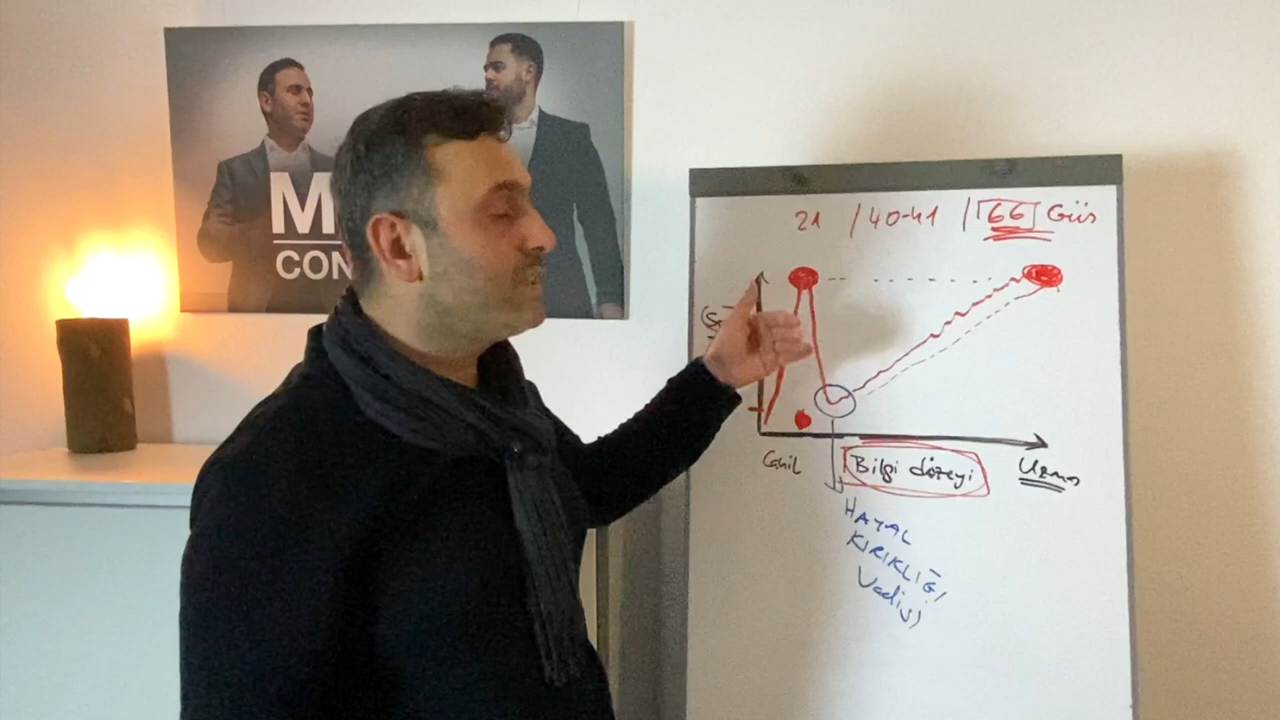 M
CON
21 / 40-41 / 66 Gün
Cahil
Bilgi düzeyi
Uzman
HAYAL
KIRIKLIĞI
Vadisi